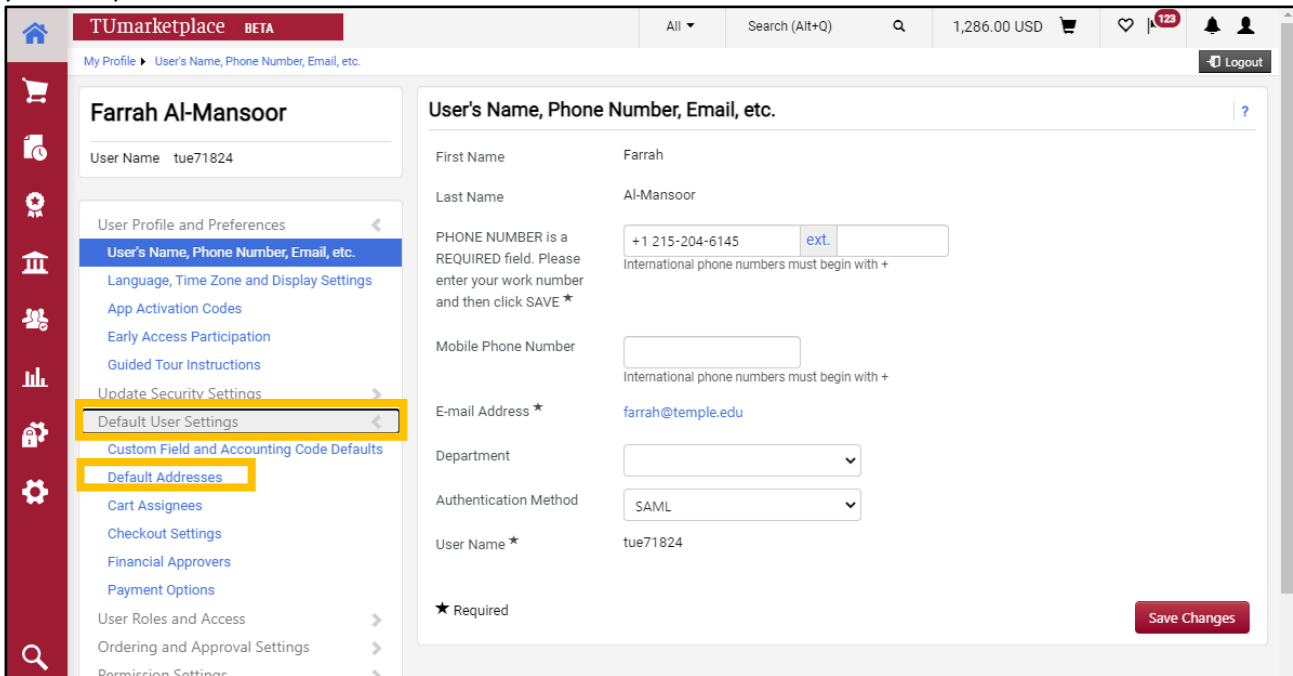 TUmarketplace BETA
All
Search (Alt+Q)
1,286.00 USD
123
My Profile User's Name, Phone Number, Email, etc.
Logout
Farrah Al-Mansoor
User Name tue71824
User Profile and Preferences
User's Name, Phone Number, Email, etc.
Language, Time Zone and Display Settings
App Activation Codes
Early Access Participation
Guided Tour Instructions
Update Security Settings
Default User Settings
Custom Field and Accounting Code Defaults
Default Addresses
Cart Assignees
Checkout Settings
Financial Approvers
Payment Options
User Roles and Access
Ordering and Approval Settings
Permission Settings
User's Name, Phone Number, Email, etc.
?
First Name Farrah
Last Name Al-Mansoor
PHONE NUMBER is a
REQUIRED field. Please
enter your work number
and then click SAVE ★
+1 215-204-6145 ext.
International phone numbers must begin with +
Mobile Phone Number
International phone numbers must begin with +
E-mail Address ★ farrah@temple.edu
Department
Authentication Method SAML
User Name ★ tue71824
★ Required
Save Changes